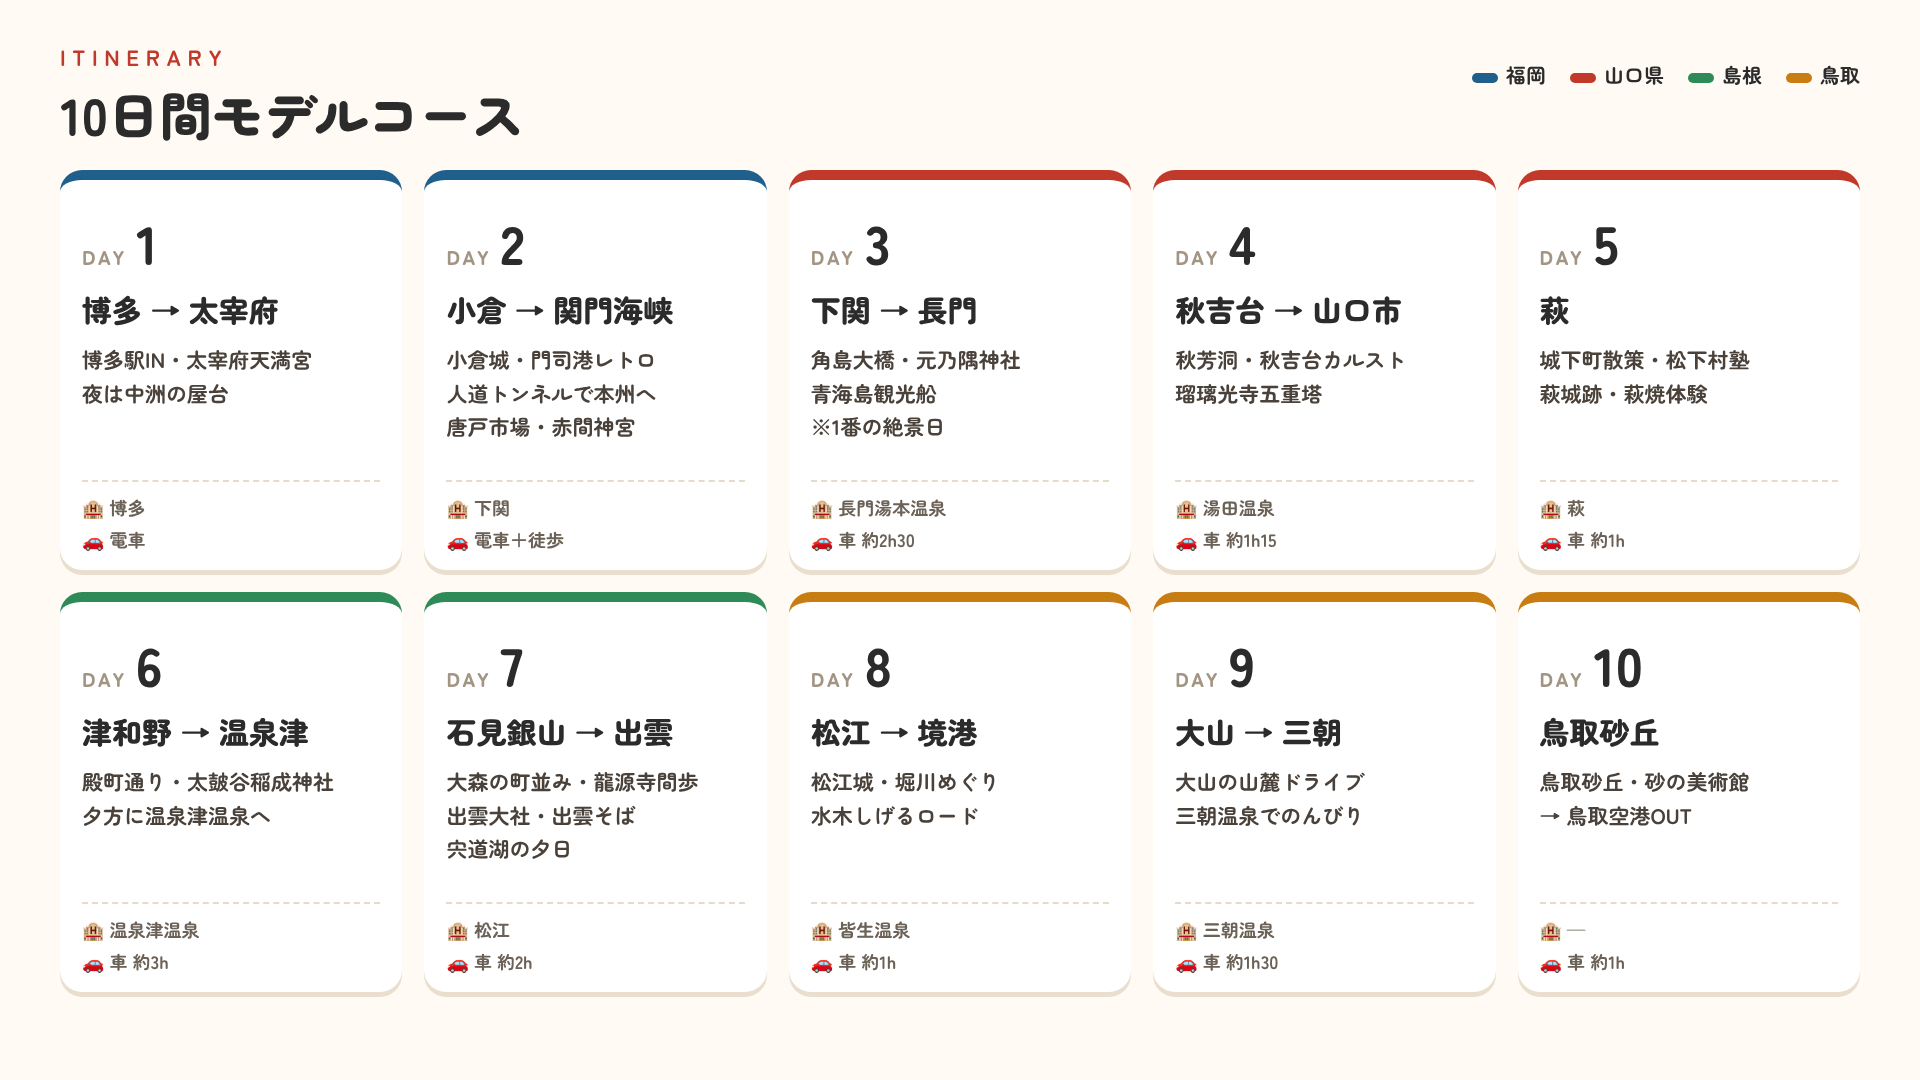 ITINERARY
10日間モデルコース
福岡 山口県 島根 鳥取
DAY 1
博多 → 太宰府
博多駅IN・太宰府天満宮
夜は中洲の屋台
🏨 博多
🚗 電車
DAY 2
小倉 → 関門海峡
小倉城・門司港レトロ
人道トンネルで本州へ
唐戸市場・赤間神宮
🏨 下関
🚗 電車＋徒歩
DAY 3
下関 → 長門
角島大橋・元乃隅神社
青海島観光船
※1番の絶景日
🏨 長門湯本温泉
🚗 車 約2h30
DAY 4
秋吉台 → 山口市
秋芳洞・秋吉台カルスト
瑠璃光寺五重塔
🏨 湯田温泉
🚗 車 約1h15
DAY 5
萩
城下町散策・松下村塾
萩城跡・萩焼体験
🏨 萩
🚗 車 約1h
DAY 6
津和野 → 温泉津
殿町通り・太皷谷稲成神社
夕方に温泉津温泉へ
🏨 温泉津温泉
🚗 車 約3h
DAY 7
石見銀山 → 出雲
大森の町並み・龍源寺間歩
出雲大社・出雲そば
宍道湖の夕日
🏨 松江
🚗 車 約2h
DAY 8
松江 → 境港
松江城・堀川めぐり
水木しげるロード
🏨 皆生温泉
🚗 車 約1h
DAY 9
大山 → 三朝
大山の山麓ドライブ
三朝温泉でのんびり
🏨 三朝温泉
🚗 車 約1h30
DAY 10
鳥取砂丘
鳥取砂丘・砂の美術館
→ 鳥取空港OUT
🏨 —
🚗 車 約1h